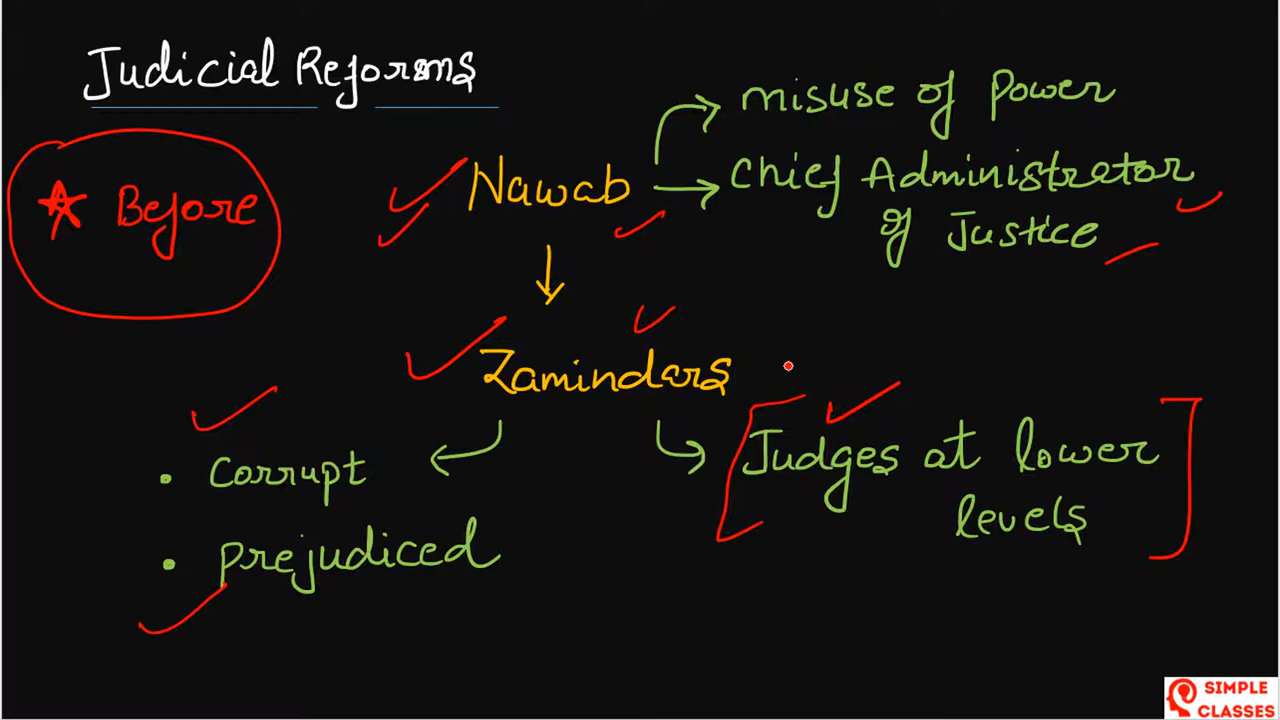 Judicial Reforms
misuse of Power
Nawab
Chief Administrator
of Justice
Before
Zaminders
Judges at lower
levels
• Corrupt
• Prejudiced
SIMPLE
CLASSES